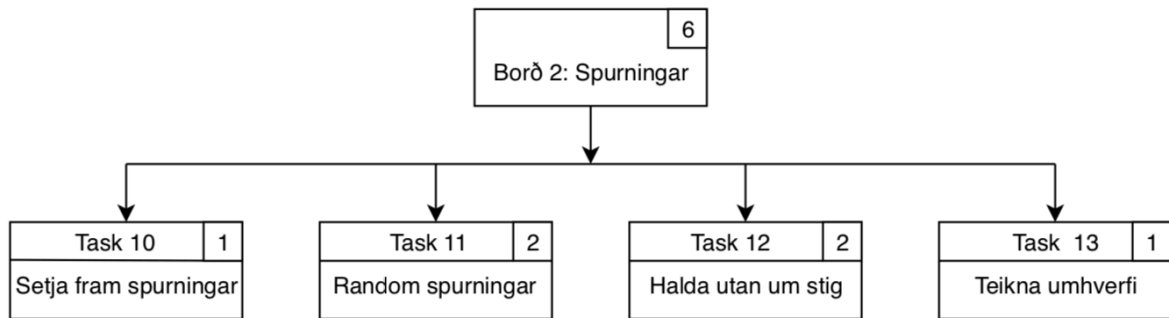 6
Borð 2: Spurningar
Task 10
1
Setja fram spurningar
Task 11
2
Random spurningar
Task 12
2
Halda utan um stig
Task 13
1
Teikna umhverfi